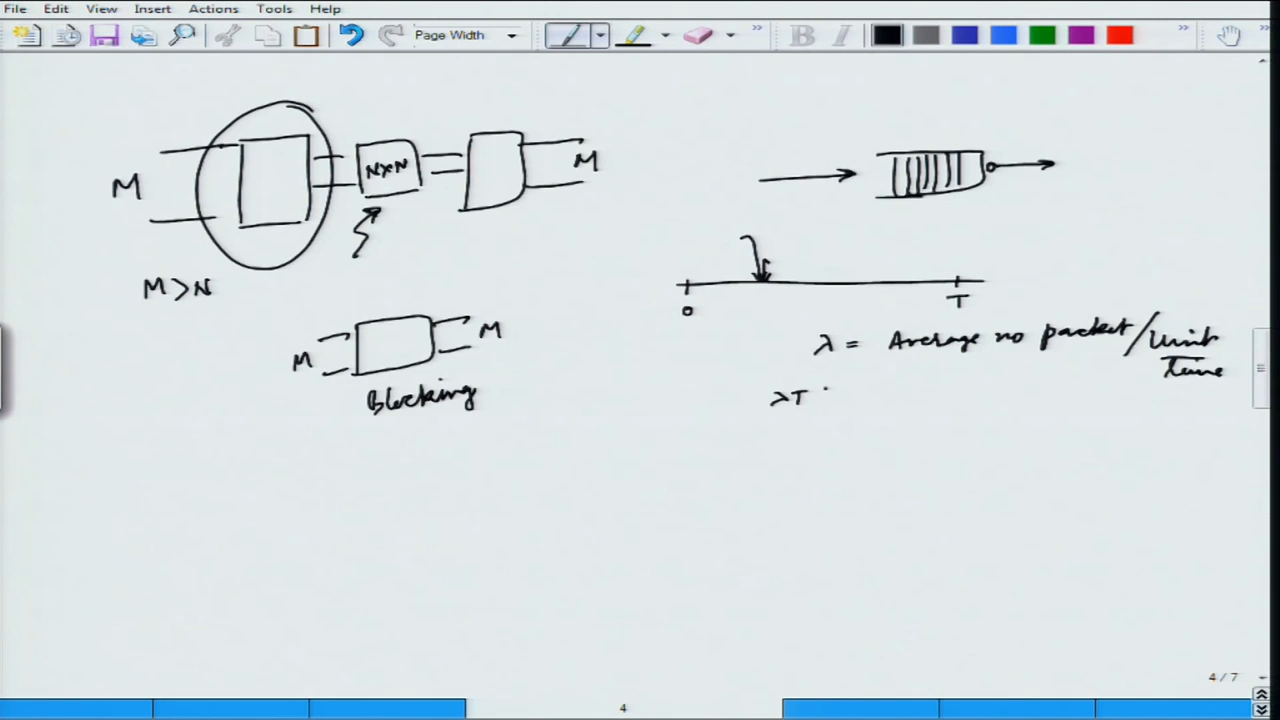 File Edit View Insert Actions Tools Help
Page Width
B I
M
N×N
M
M>N
M
M
Blocking
0
T
λ = Average no packet/unit
time
λT
4 / 7
4